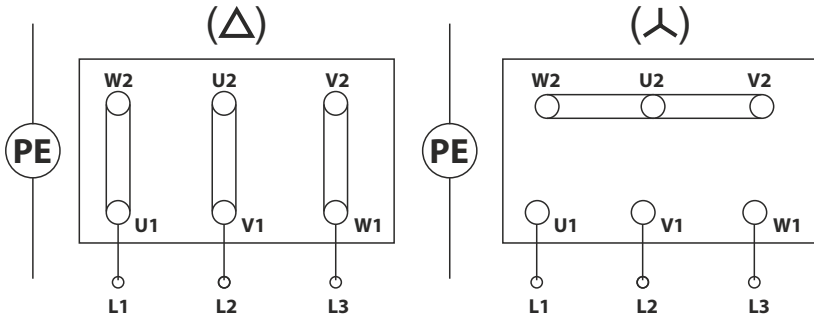 (△) (⅄)
W2 U2 V2 W2 U2 V2
PE PE
U1 V1 W1 U1 V1 W1
L1 L2 L3 L1 L2 L3